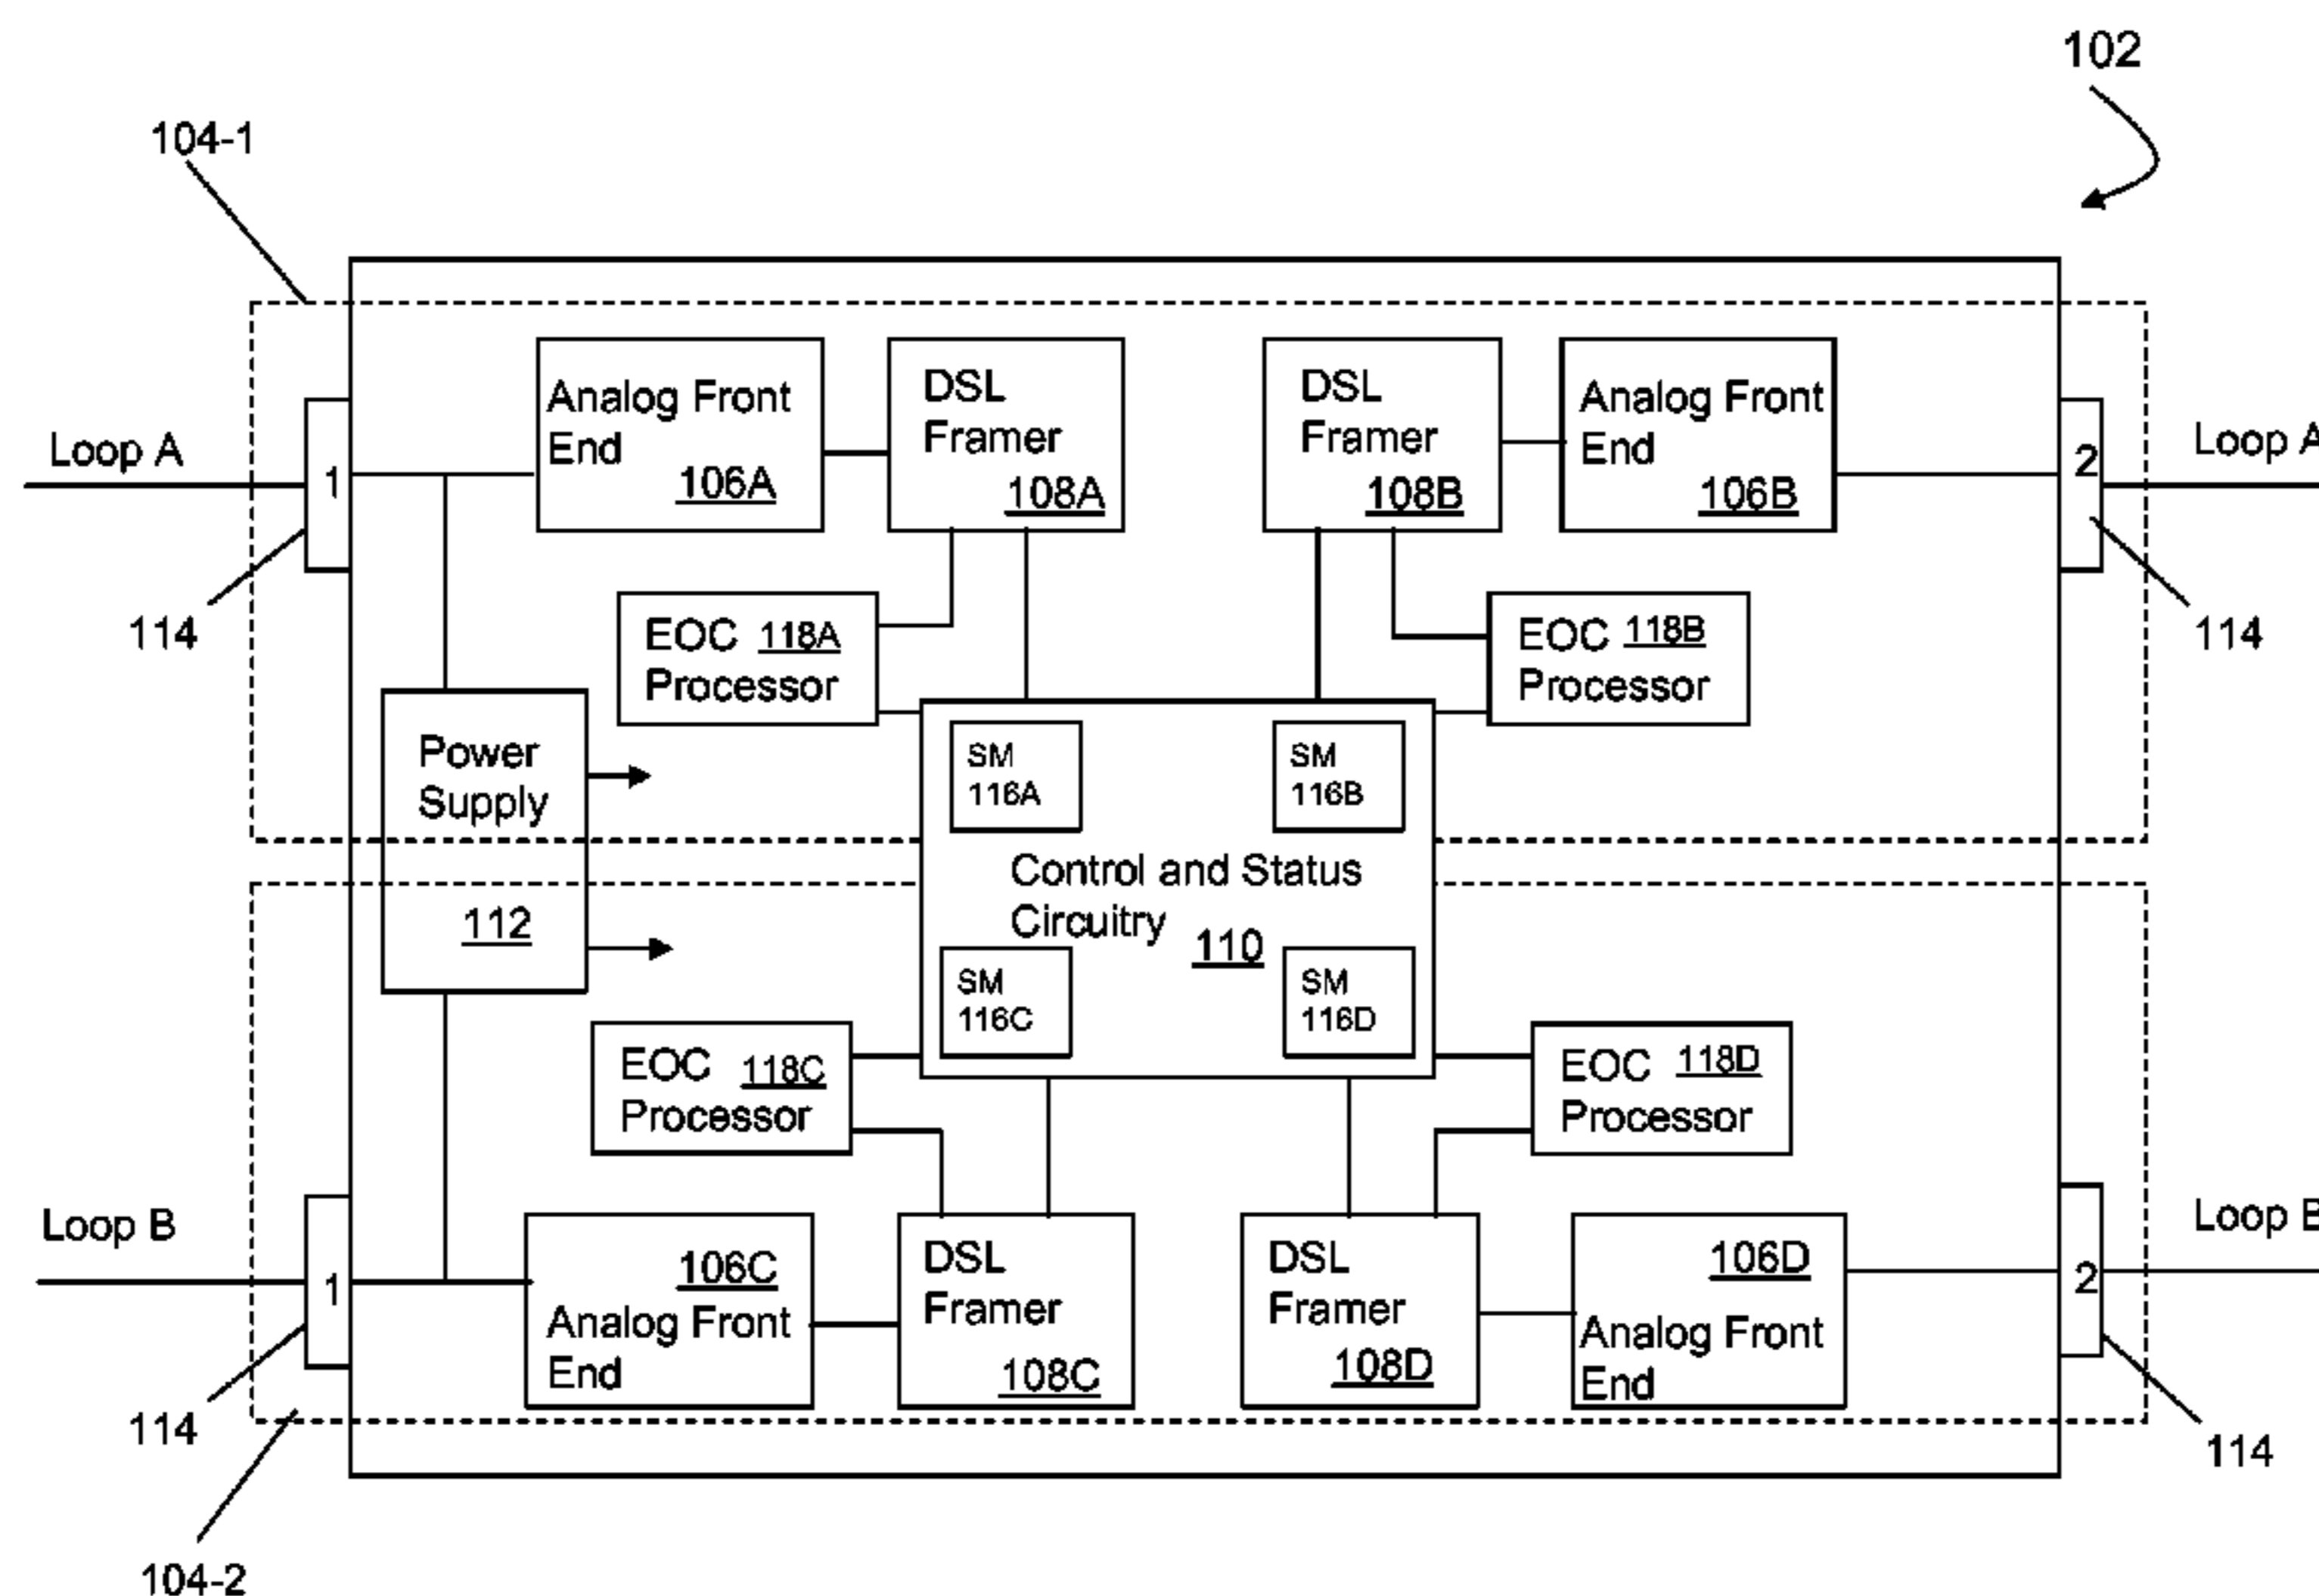 102
104-1
Loop A
1
114
Analog Front
End
106A
DSL
Framer
108A
DSL
Framer
108B
Analog Front
End
106B
2
Loop A
114
EOC 118A
Processor
EOC 118B
Processor
Power
Supply
112
SM
116A
SM
116B
Control and Status
Circuitry
110
SM
116C
SM
116D
EOC 118C
Processor
EOC 118D
Processor
Loop B
1
114
106C
Analog Front
End
DSL
Framer
108C
DSL
Framer
108D
106D
Analog Front
End
2
Loop B
114
104-2